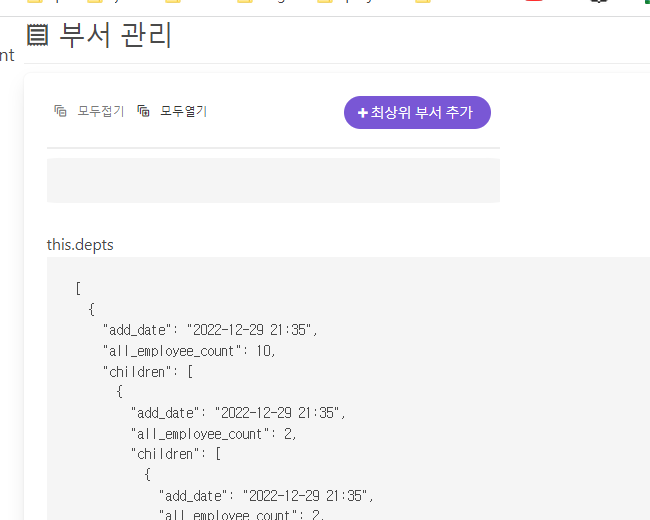 부서 관리
nt
모두접기 모두열기 + 최상위 부서 추가
this.depts
[
{
"add_date": "2022-12-29 21:35",
"all_employee_count": 10,
"children": [
{
"add_date": "2022-12-29 21:35",
"all_employee_count": 2,
"children": [
{
"add_date": "2022-12-29 21:35",
"all_employee_count": 2,